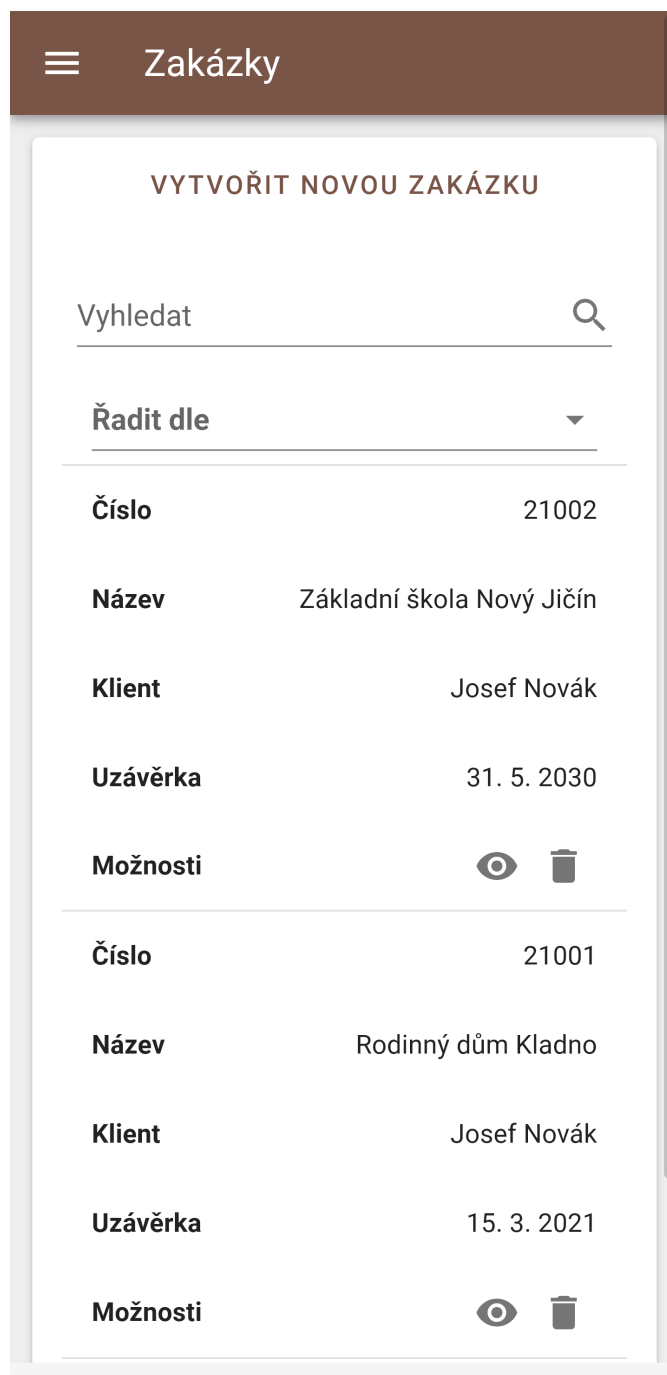 Zakázky
VYTVOŘIT NOVOU ZAKÁZKU
Vyhledat
Řadit dle
Číslo 21002
Název Základní škola Nový Jičín
Klient Josef Novák
Uzávěrka 31. 5. 2030
Možnosti
Číslo 21001
Název Rodinný dům Kladno
Klient Josef Novák
Uzávěrka 15. 3. 2021
Možnosti